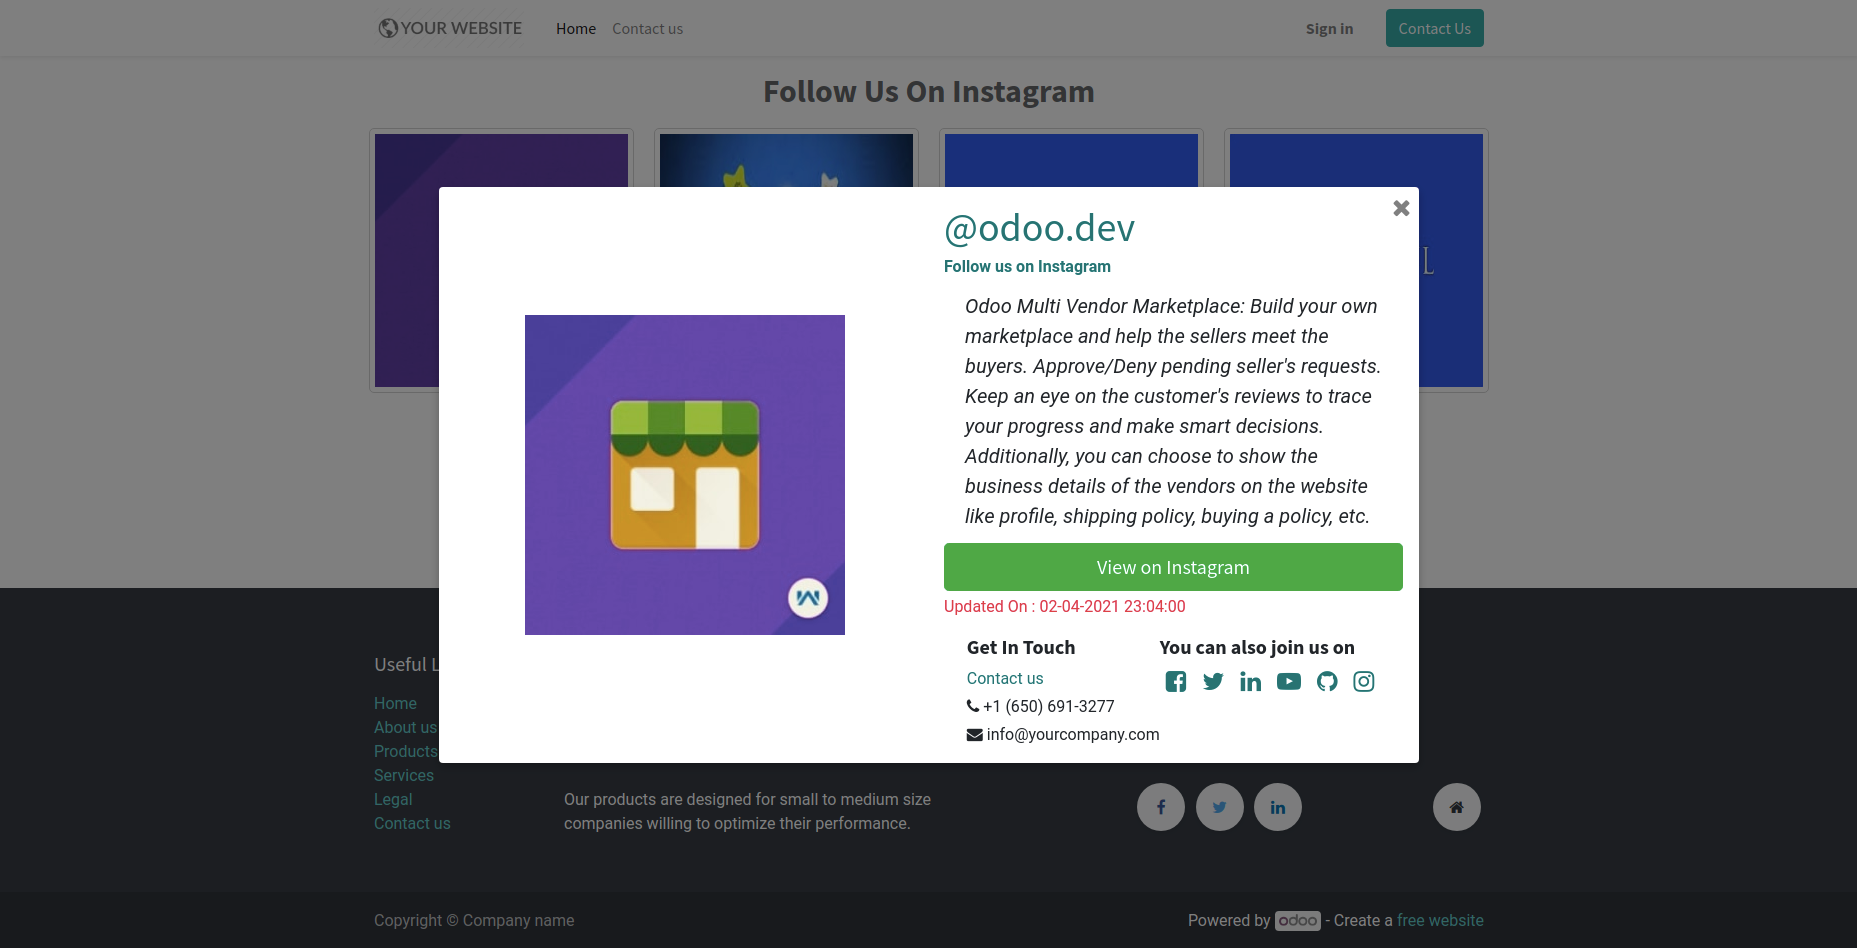 YOUR WEBSITE
Home
Contact us
Sign in
Contact Us
Follow Us On Instagram
@odoo.dev
Follow us on Instagram
Odoo Multi Vendor Marketplace: Build your own
marketplace and help the sellers meet the
buyers. Approve/Deny pending seller's requests.
Keep an eye on the customer's reviews to trace
your progress and make smart decisions.
Additionally, you can choose to show the
business details of the vendors on the website
like profile, shipping policy, buying a policy, etc.
View on Instagram
Updated On : 02-04-2021 23:04:00
Get In Touch
Contact us
+1 (650) 691-3277
info@yourcompany.com
You can also join us on
L
Useful L
Home
About us
Products
Services
Legal
Contact us
Our products are designed for small to medium size
companies willing to optimize their performance.
Copyright © Company name
Powered by odoo - Create a free website